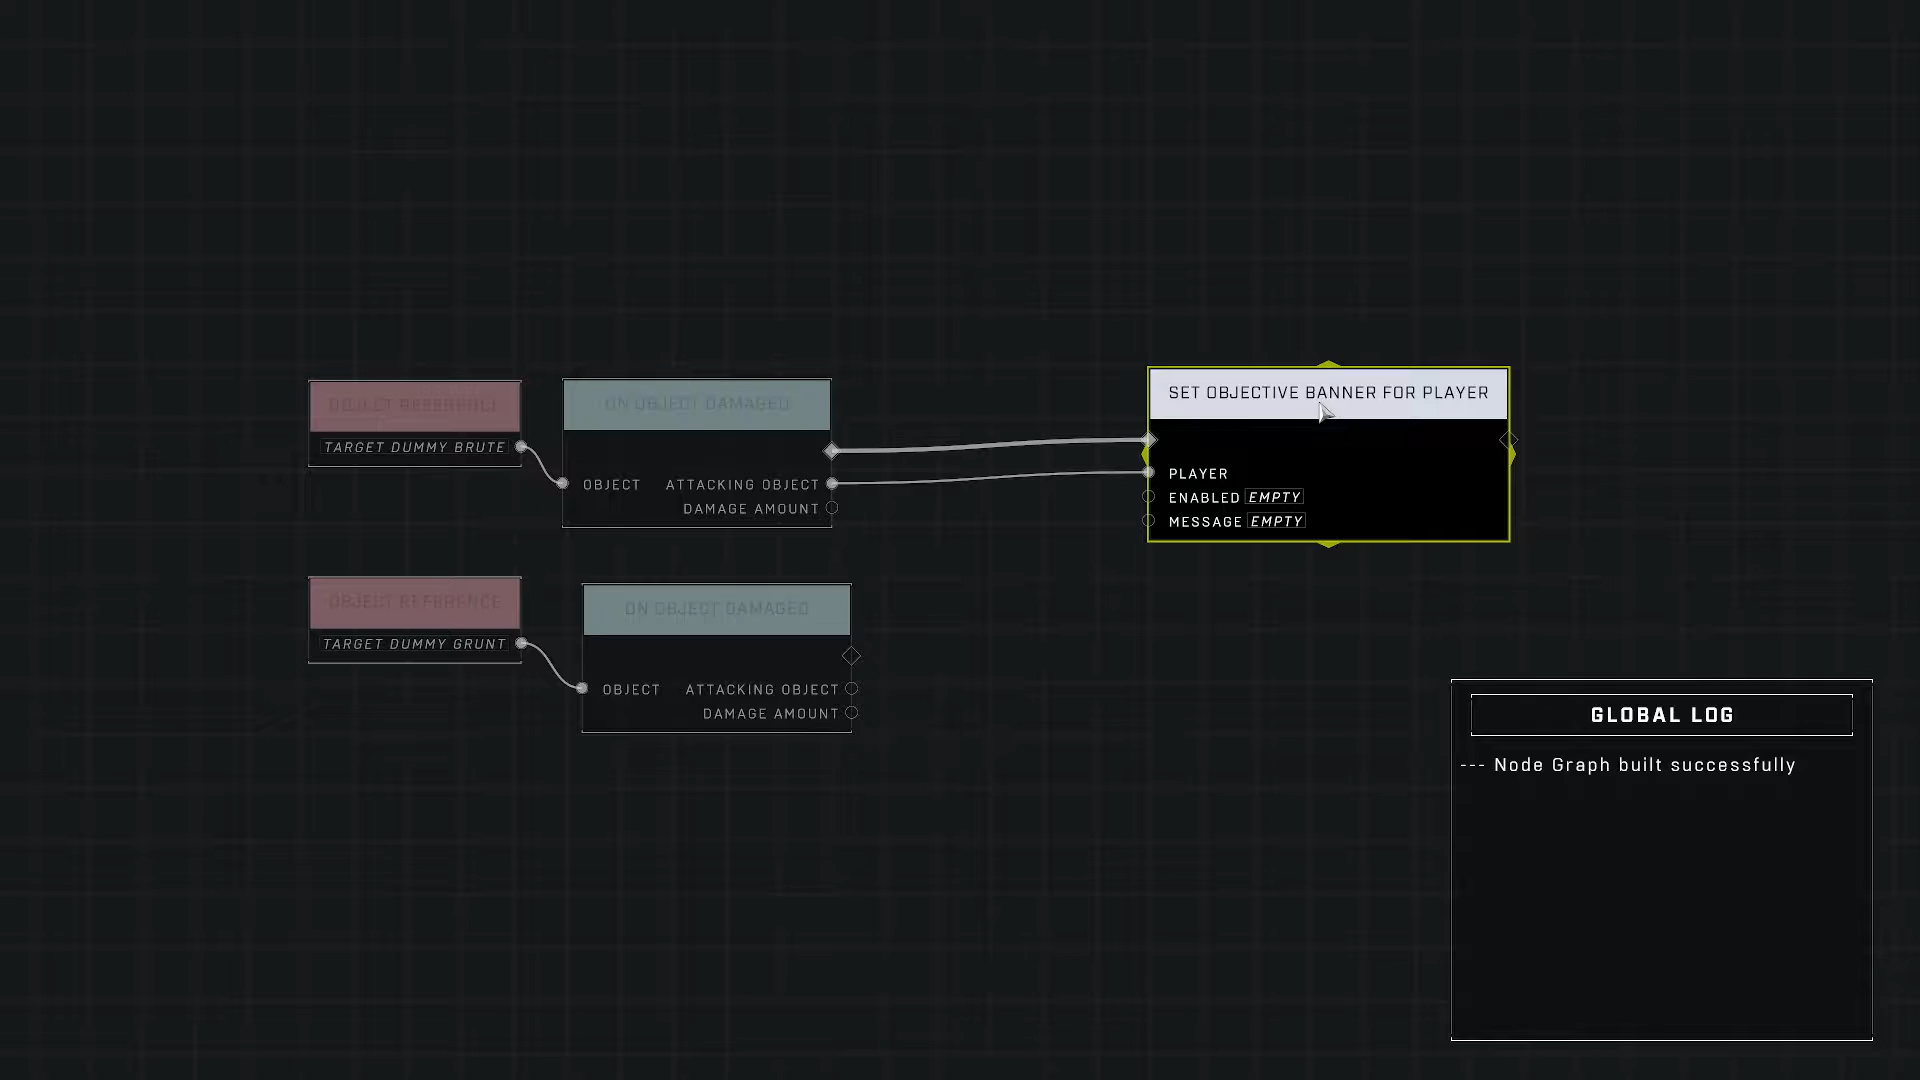 OBJECT REFERENCE
TARGET DUMMY BRUTE
ON OBJECT DAMAGED
OBJECT ATTACKING OBJECT
DAMAGE AMOUNT
SET OBJECTIVE BANNER FOR PLAYER
PLAYER
ENABLED EMPTY
MESSAGE EMPTY
OBJECT REFERENCE
TARGET DUMMY GRUNT
ON OBJECT DAMAGED
OBJECT ATTACKING OBJECT
DAMAGE AMOUNT
GLOBAL LOG
--- Node Graph built successfully